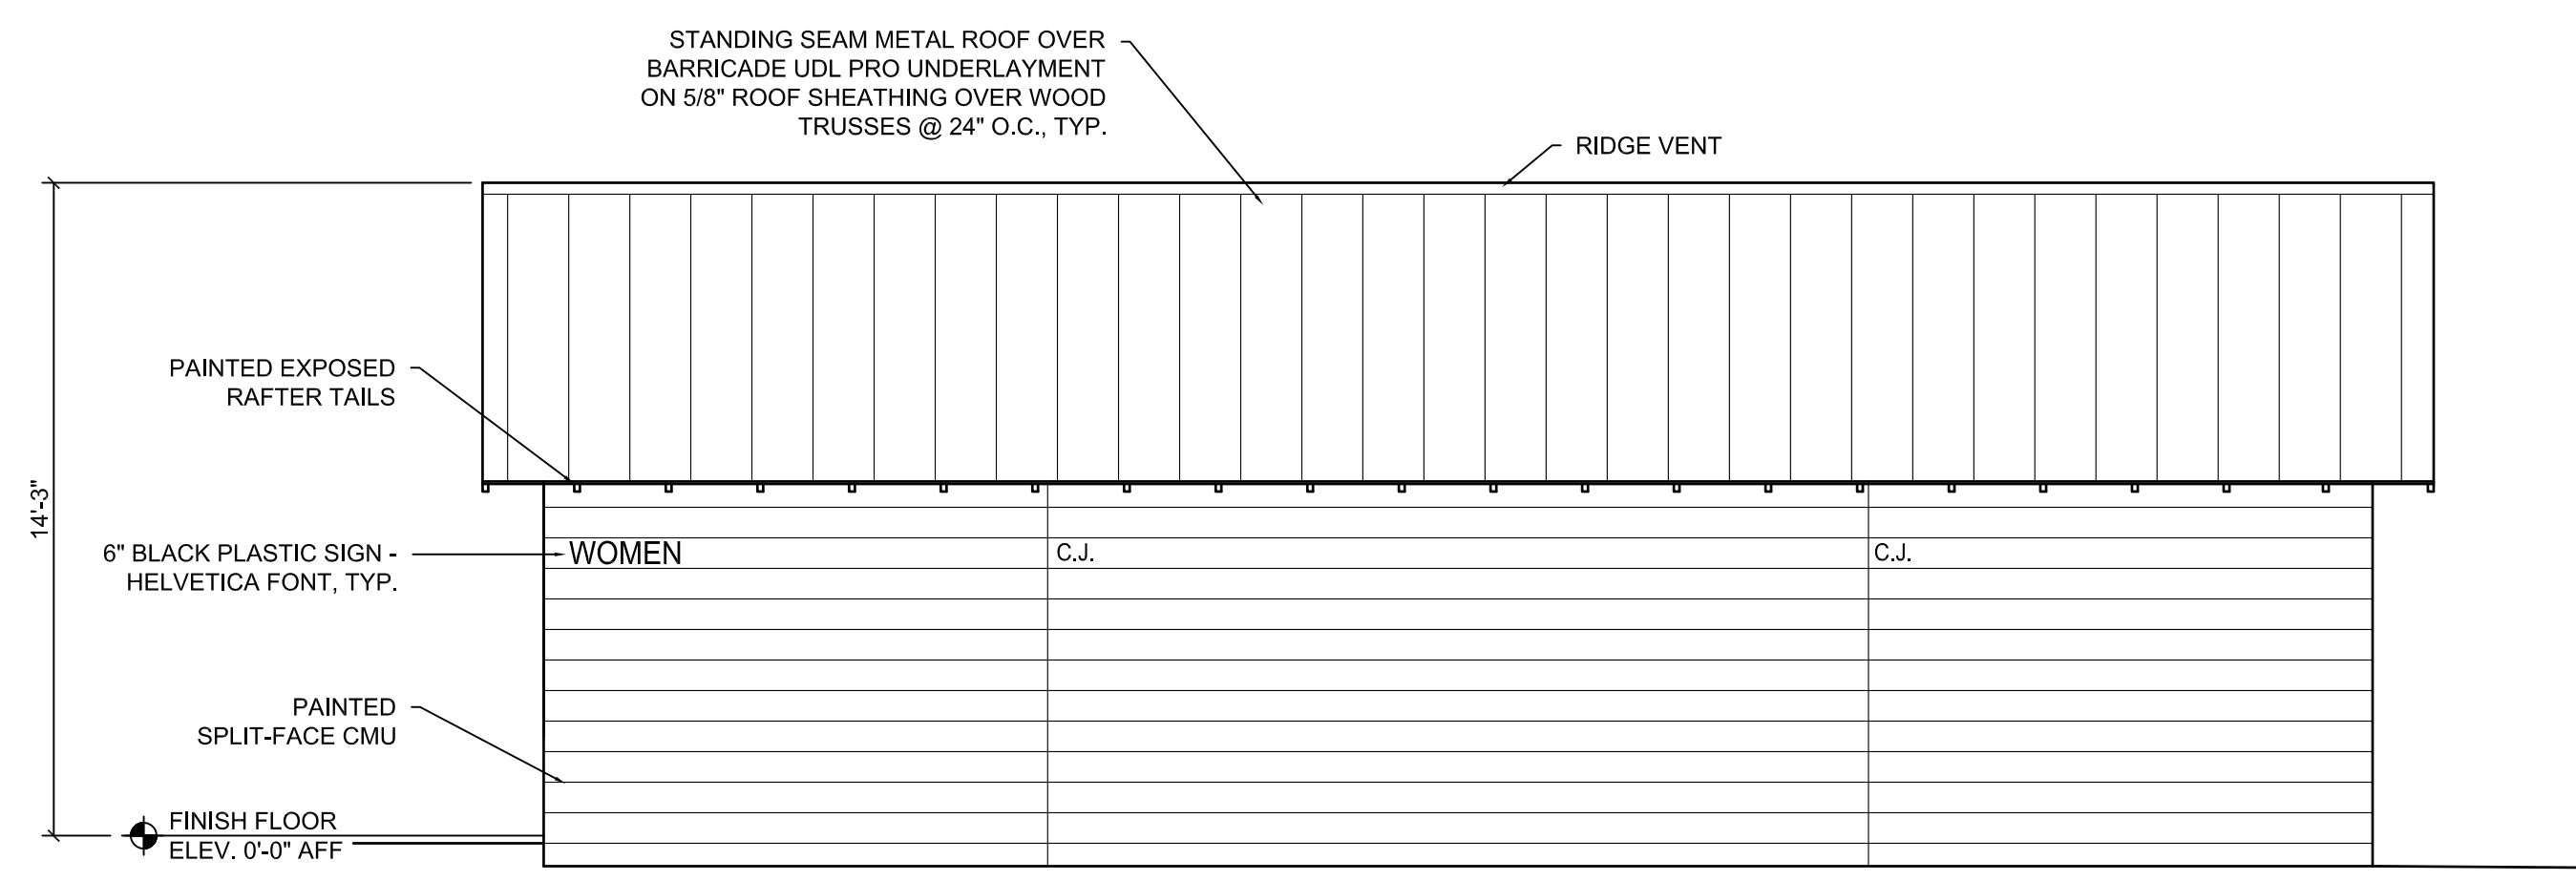 STANDING SEAM METAL ROOF OVER
BARRICADE UDL PRO UNDERLAYMENT
ON 5/8" ROOF SHEATHING OVER WOOD
TRUSSES @ 24" O.C., TYP.
RIDGE VENT
PAINTED EXPOSED
RAFTER TAILS
14'-3"
6" BLACK PLASTIC SIGN -
HELVETICA FONT, TYP.
WOMEN
C.J.
C.J.
PAINTED
SPLIT-FACE CMU
FINISH FLOOR
ELEV. 0'-0" AFF